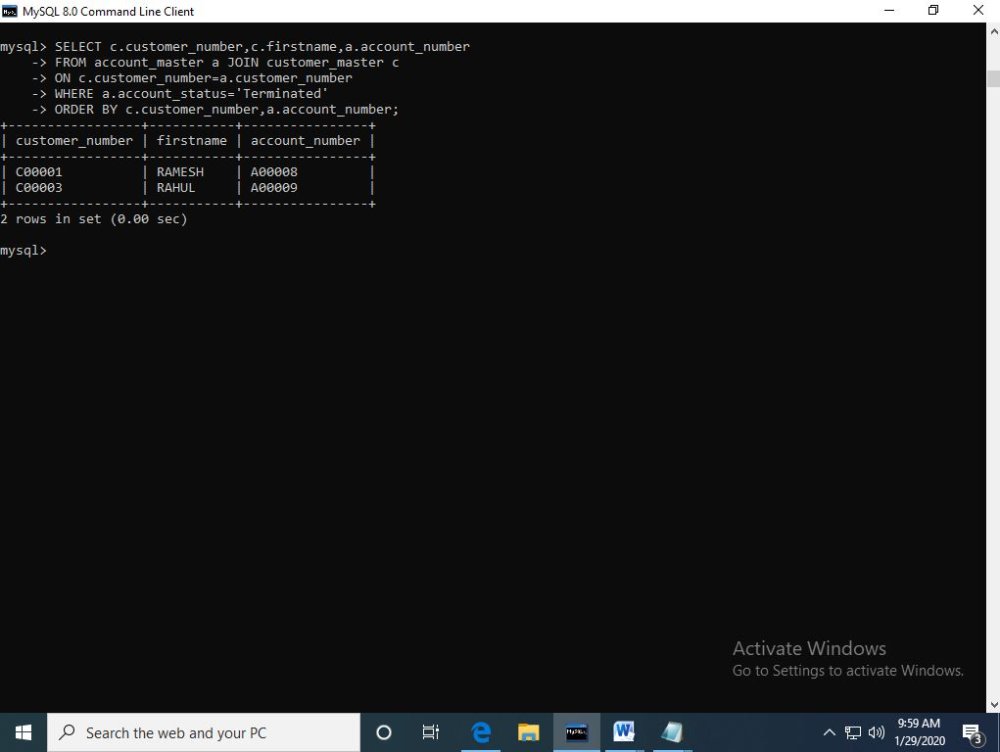 MySQL 8.0 Command Line Client
mysql> SELECT c.customer_number,c.firstname,a.account_number
    -> FROM account_master a JOIN customer_master c
    -> ON c.customer_number=a.customer_number
    -> WHERE a.account_status='Terminated'
    -> ORDER BY c.customer_number,a.account_number;
+-----------------+-----------+----------------+
| customer_number | firstname | account_number |
+-----------------+-----------+----------------+
| C00001          | RAMESH    | A00008         |
| C00003          | RAHUL     | A00009         |
+-----------------+-----------+----------------+
2 rows in set (0.00 sec)
mysql>
Activate Windows
Go to Settings to activate Windows.
Search the web and your PC
9:59 AM
1/29/2020
3